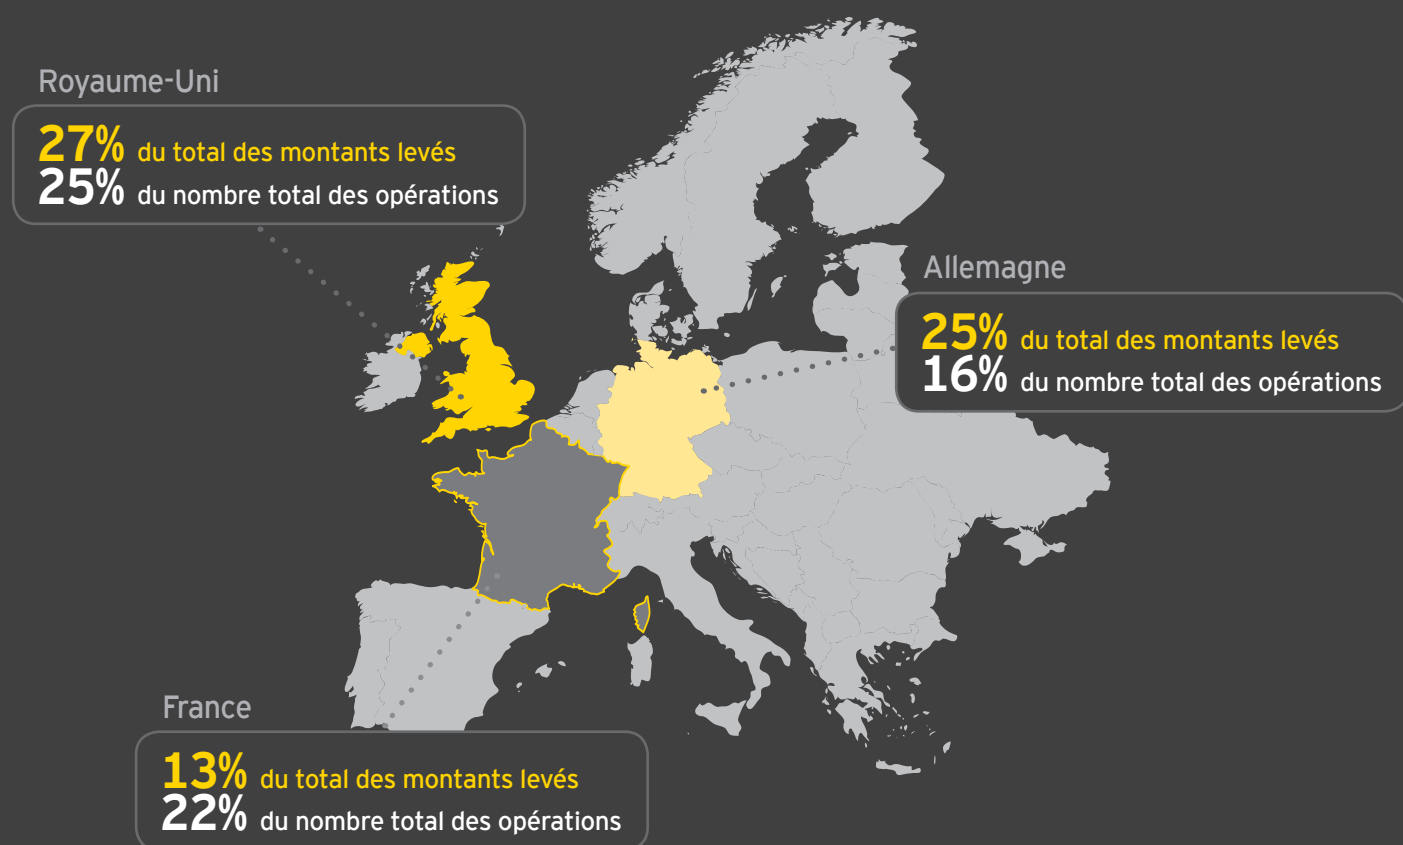 Royaume-Uni
27% du total des montants levés
25% du nombre total des opérations
Allemagne
25% du total des montants levés
16% du nombre total des opérations
France
13% du total des montants levés
22% du nombre total des opérations